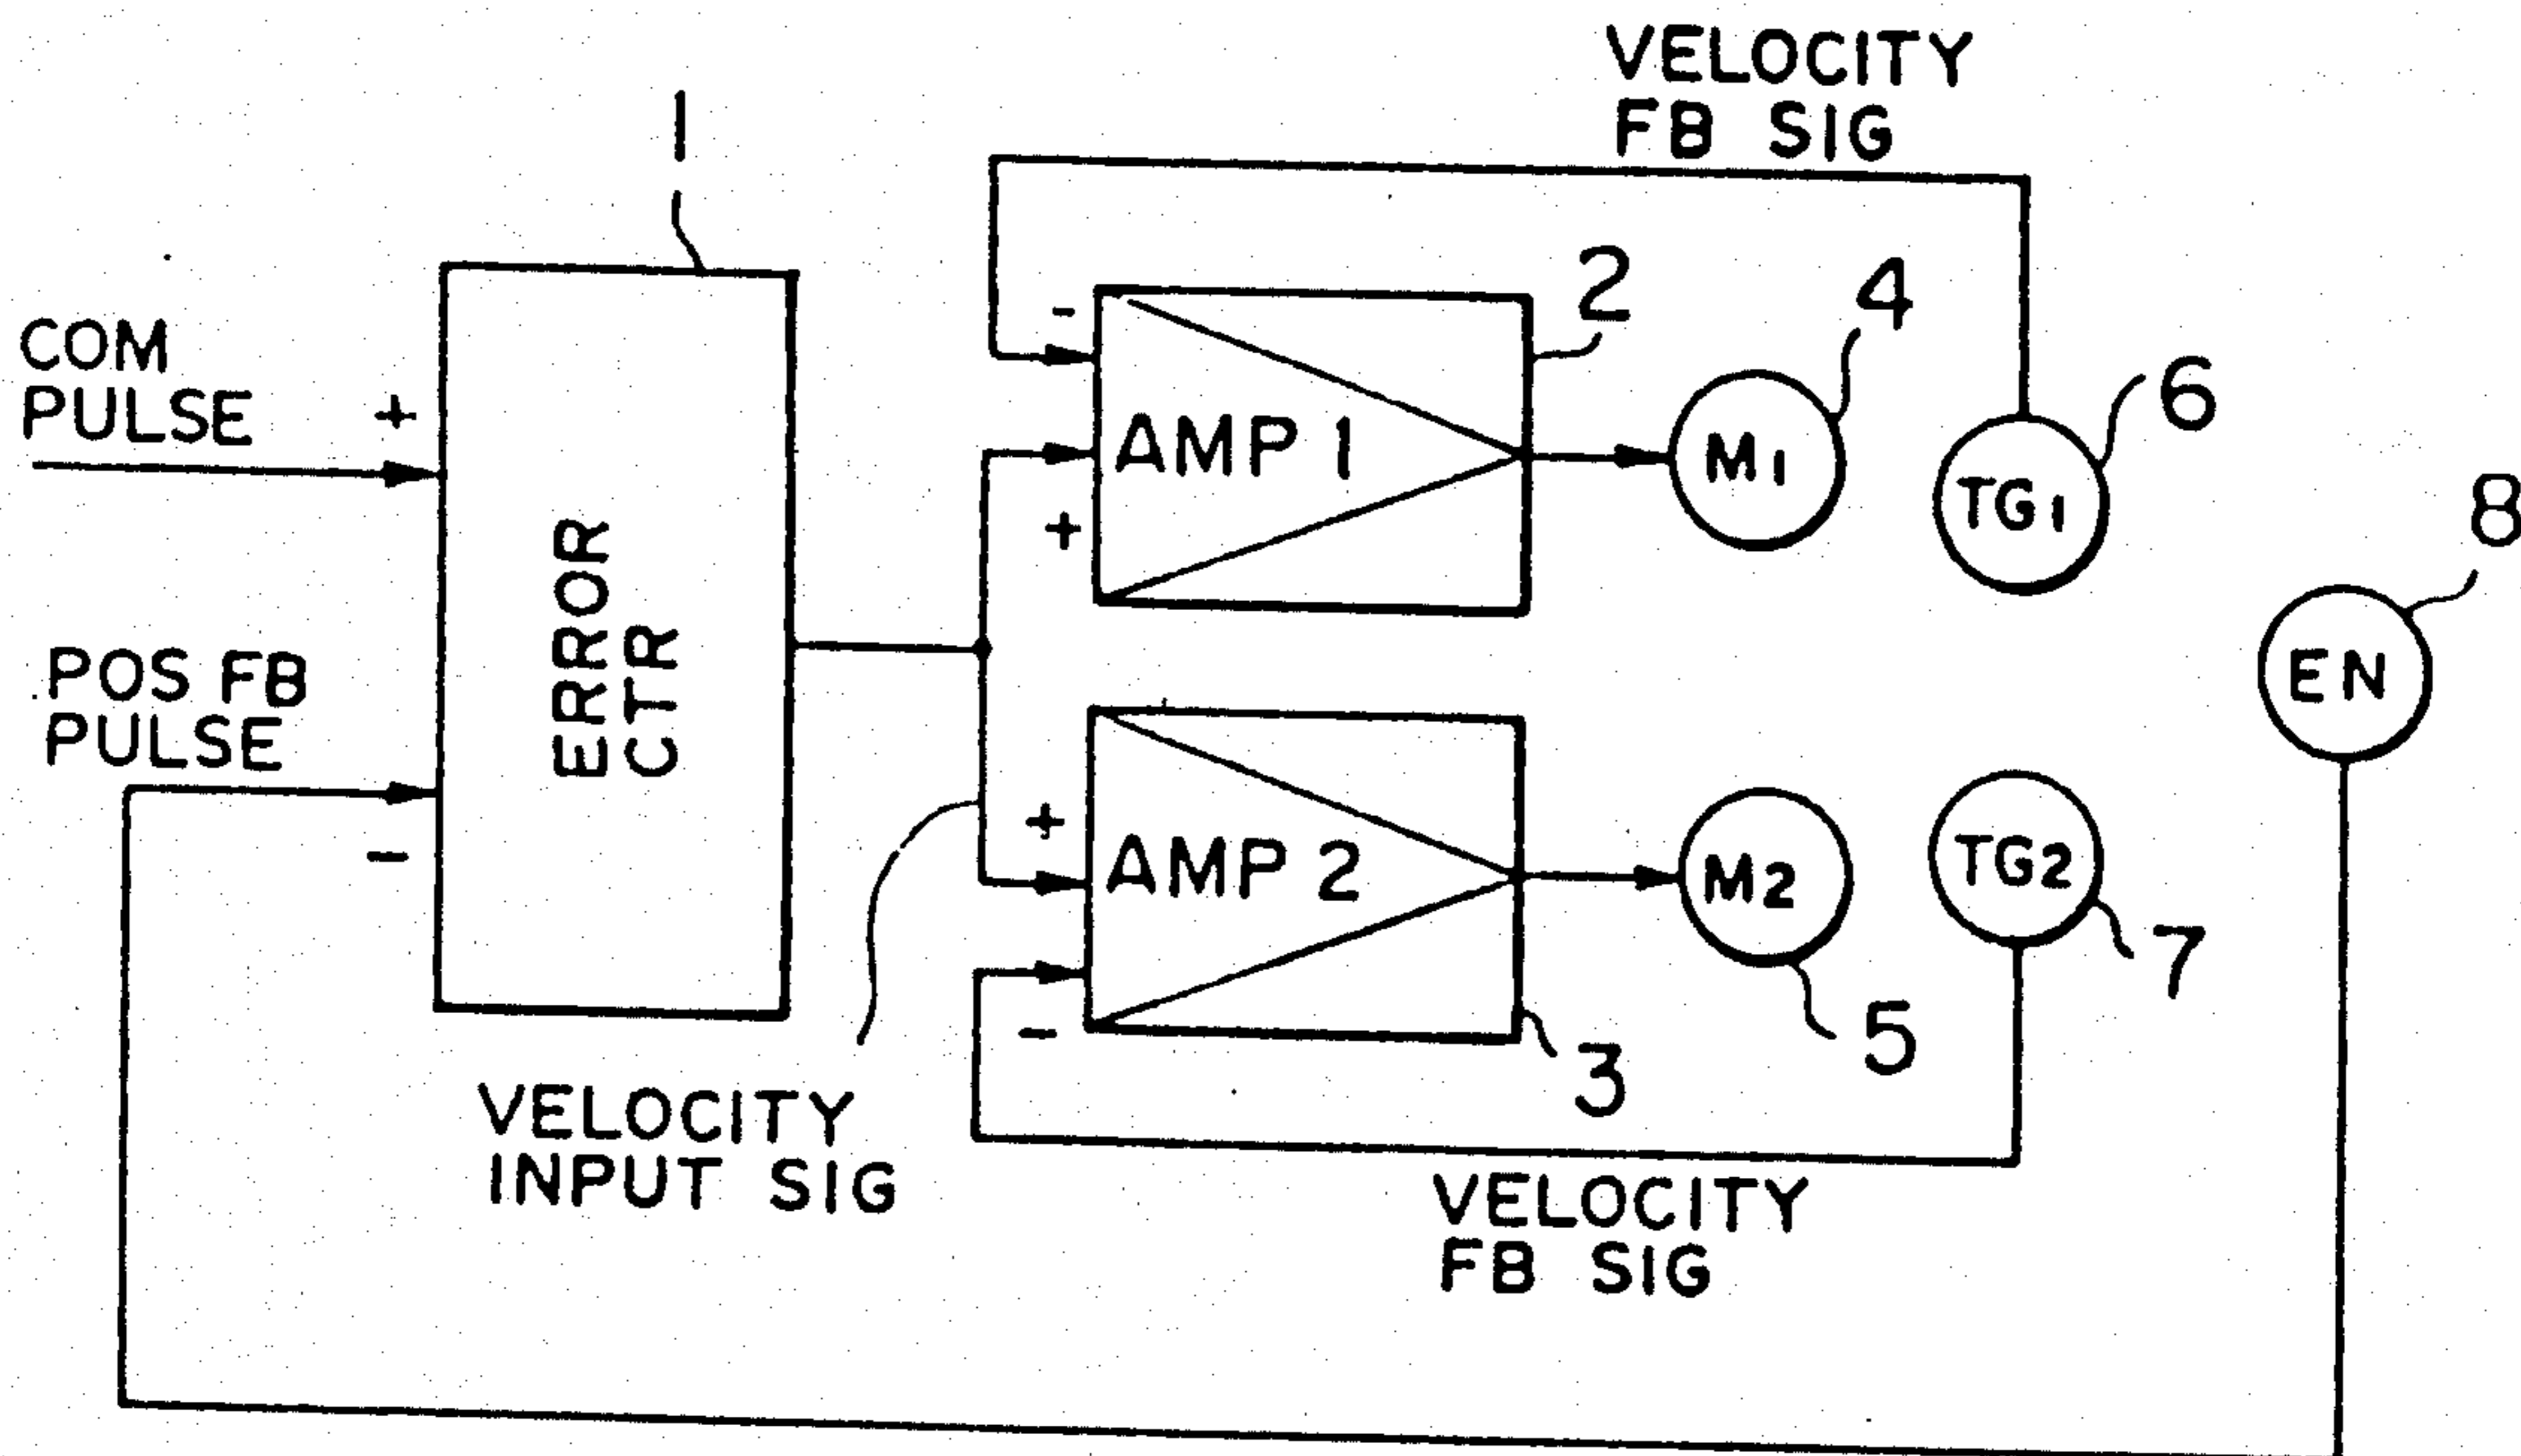 VELOCITY
FB SIG
1
2
4
6
8
COM
PULSE
+
-
AMP 1
+
M1
TG1
EN
POS FB
PULSE
-
ERROR
CTR
+
AMP 2
-
M2
TG2
7
5
3
VELOCITY
INPUT SIG
VELOCITY
FB SIG